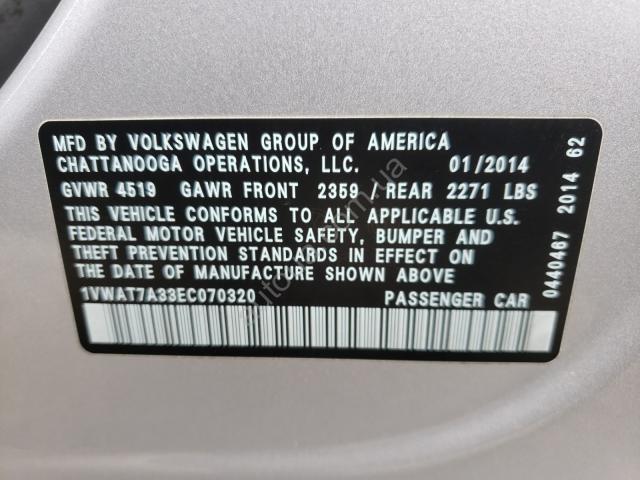 MFD BY VOLKSWAGEN GROUP OF AMERICA
CHATTANOOGA OPERATIONS, LLC. 01/2014
GVWR 4519 GAWR FRONT 2359 / REAR 2271 LBS
THIS VEHICLE CONFORMS TO ALL APPLICABLE U.S.
FEDERAL MOTOR VEHICLE SAFETY, BUMPER AND
THEFT PREVENTION STANDARDS IN EFFECT ON
DATE OF MANUFACTURE SHOWN ABOVE
1VWAT7A33EC070320 PASSENGER CAR
0440467 2014 62